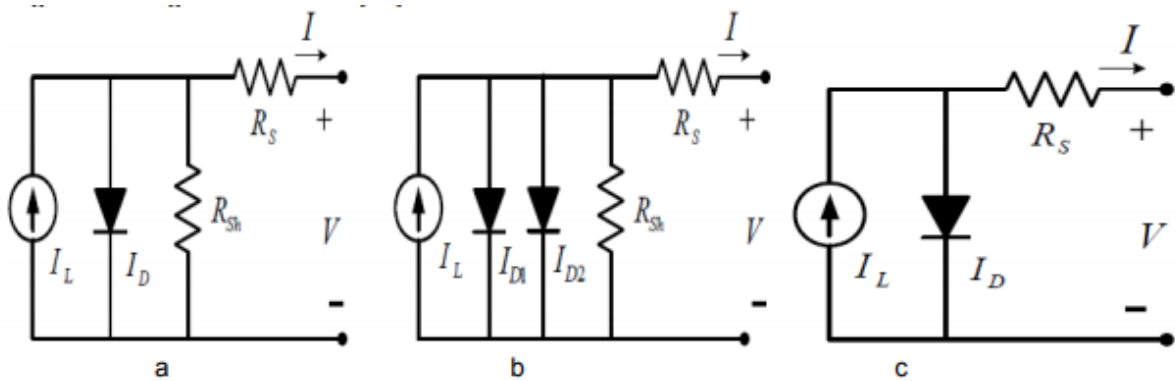 I
R_S
+
R_Sh
V
I_L
I_D
-
a
I
R_S
+
R_Sh
V
I_L
I_D1
I_D2
-
b
I
R_S
+
V
I_L
I_D
-
c